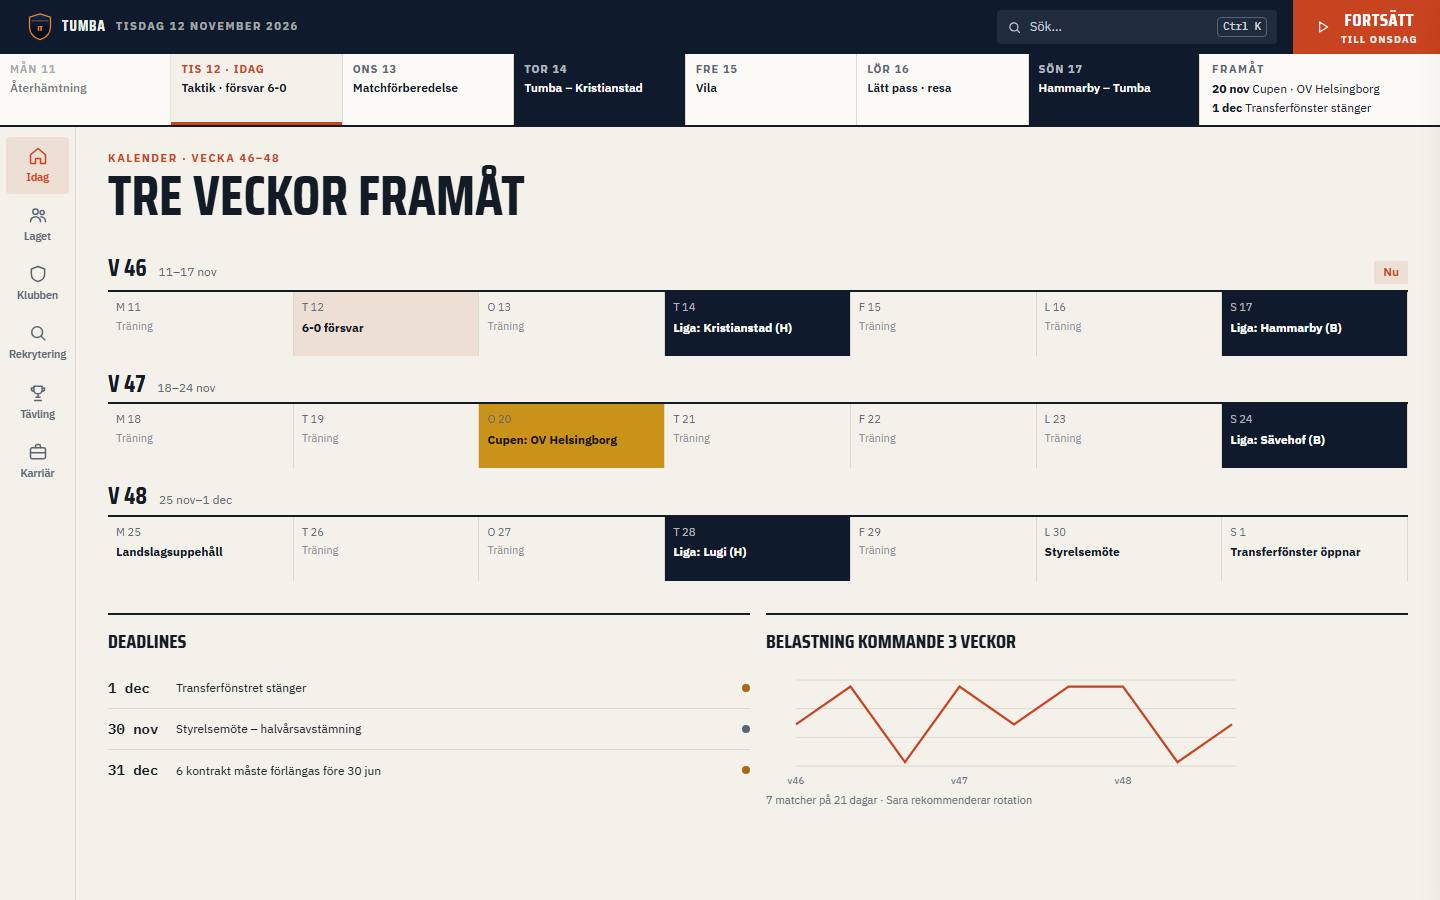 IT TUMBA TISDAG 12 NOVEMBER 2026
Sök... Ctrl K
FORTSÄTT
TILL ONSDAG
MÅN 11
Återhämtning
TIS 12 · IDAG
Taktik · försvar 6-0
ONS 13
Matchförberedelse
TOR 14
Tumba – Kristianstad
FRE 15
Vila
LÖR 16
Lätt pass · resa
SÖN 17
Hammarby – Tumba
FRAMÅT
20 nov Cupen · OV Helsingborg
1 dec Transferfönster stänger
Idag
Laget
Klubben
Rekrytering
Tävling
Karriär
KALENDER · VECKA 46–48
TRE VECKOR FRAMÅT
V 46 11–17 nov
Nu
M 11
Träning
T 12
6-0 försvar
O 13
Träning
T 14
Liga: Kristianstad (H)
F 15
Träning
L 16
Träning
S 17
Liga: Hammarby (B)
V 47 18–24 nov
M 18
Träning
T 19
Träning
O 20
Cupen: OV Helsingborg
T 21
Träning
F 22
Träning
L 23
Träning
S 24
Liga: Sävehof (B)
V 48 25 nov–1 dec
M 25
Landslagsuppehåll
T 26
Träning
O 27
Träning
T 28
Liga: Lugi (H)
F 29
Träning
L 30
Styrelsemöte
S 1
Transferfönster öppnar
DEADLINES
1 dec Transferfönstret stänger
30 nov Styrelsemöte – halvårsavstämning
31 dec 6 kontrakt måste förlängas före 30 jun
BELASTNING KOMMANDE 3 VECKOR
v46 v47 v48
7 matcher på 21 dagar · Sara rekommenderar rotation